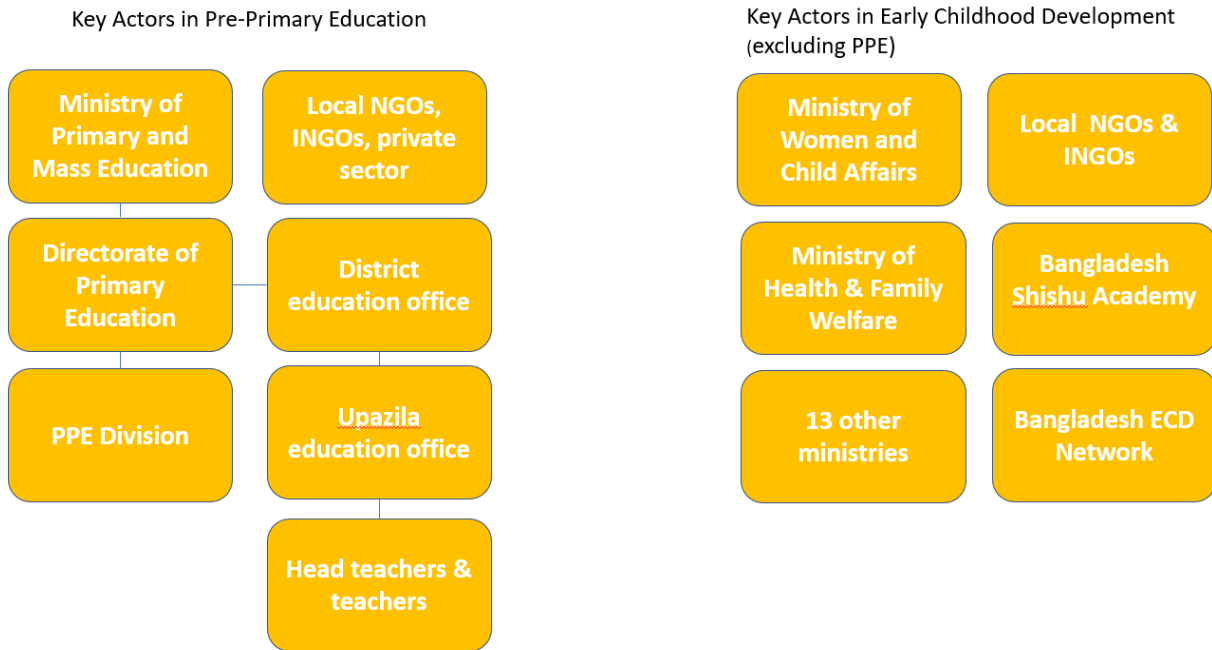 Key Actors in Pre-Primary Education
Ministry of
Primary and
Mass Education
Local NGOs,
INGOs, private
sector
Directorate of
Primary
Education
District
education office
PPE Division
Upazila
education office
Head teachers &
teachers
Key Actors in Early Childhood Development
(excluding PPE)
Ministry of
Women and
Child Affairs
Local NGOs &
INGOs
Ministry of
Health & Family
Welfare
Bangladesh
Shishu Academy
13 other
ministries
Bangladesh ECD
Network